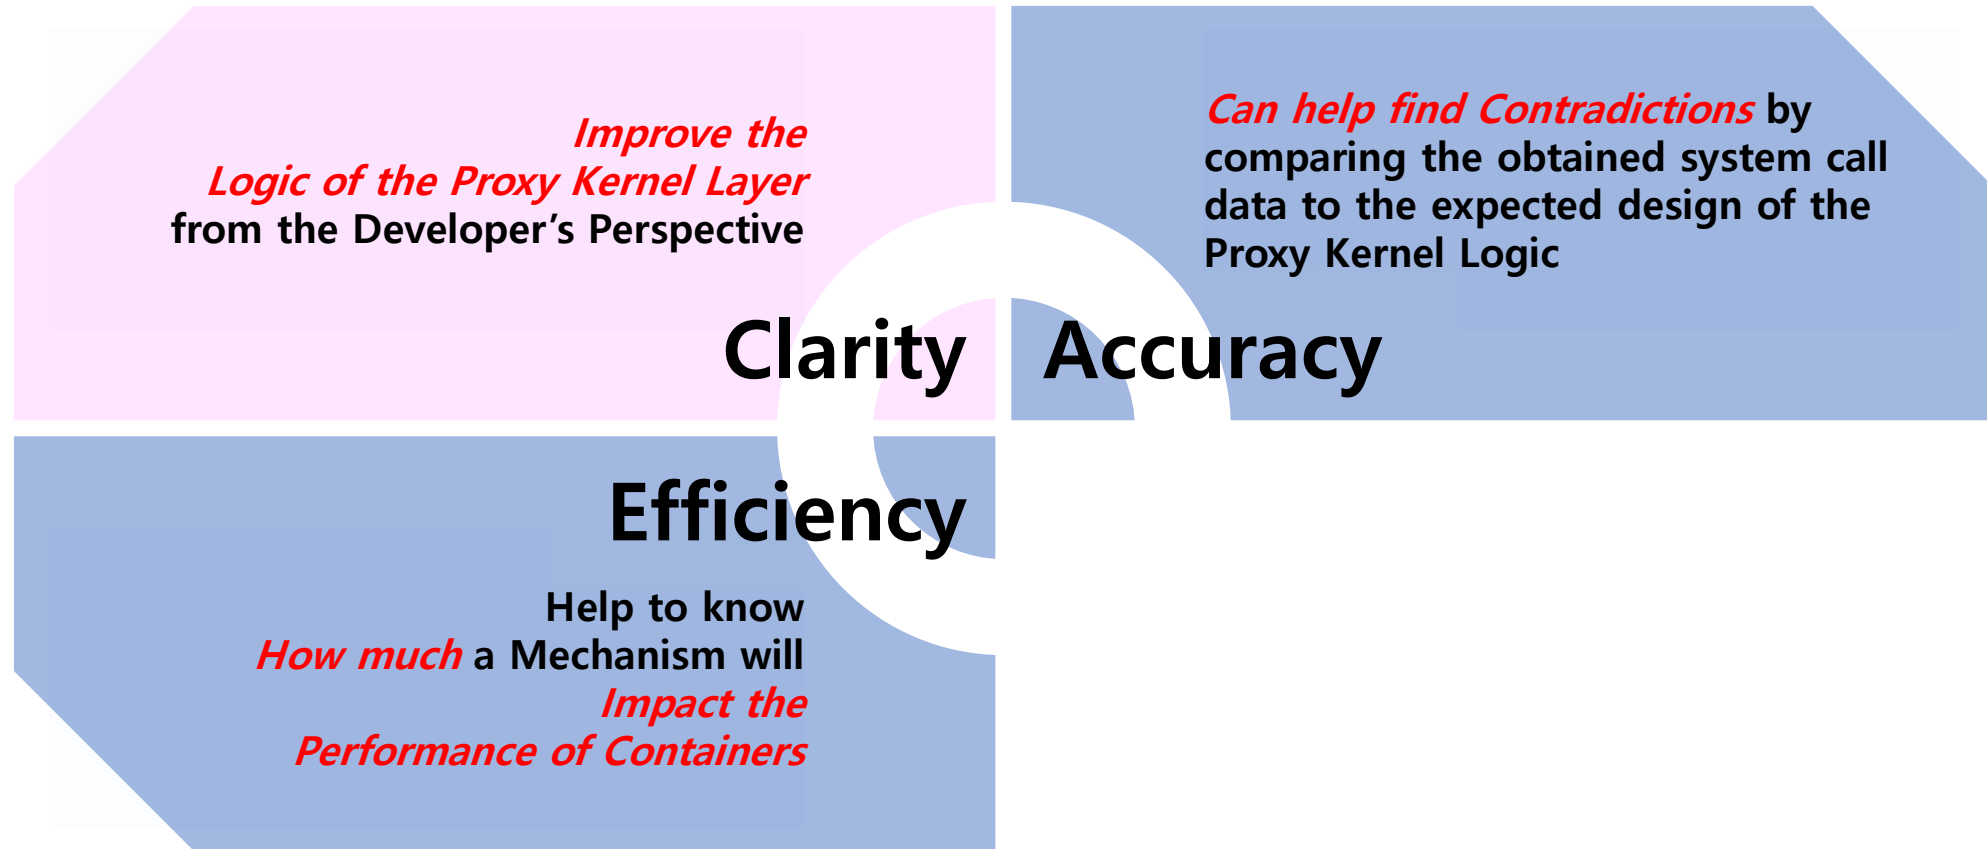 Improve the
Logic of the Proxy Kernel Layer
from the Developer’s Perspective
Clarity
Can help find Contradictions by
comparing the obtained system call
data to the expected design of the
Proxy Kernel Logic
Accuracy
Efficiency
Help to know
How much a Mechanism will
Impact the
Performance of Containers